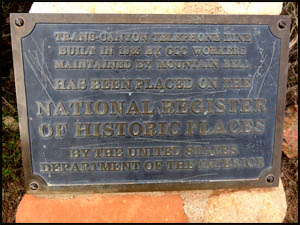 TRANS-CANYON TELEPHONE LINE
BUILT IN 1935 BY CCC WORKERS
MAINTAINED BY MOUNTAIN BELL
HAS BEEN PLACED ON THE
NATIONAL REGISTER
OF HISTORIC PLACES
BY THE UNITED STATES
DEPARTMENT OF THE INTERIOR